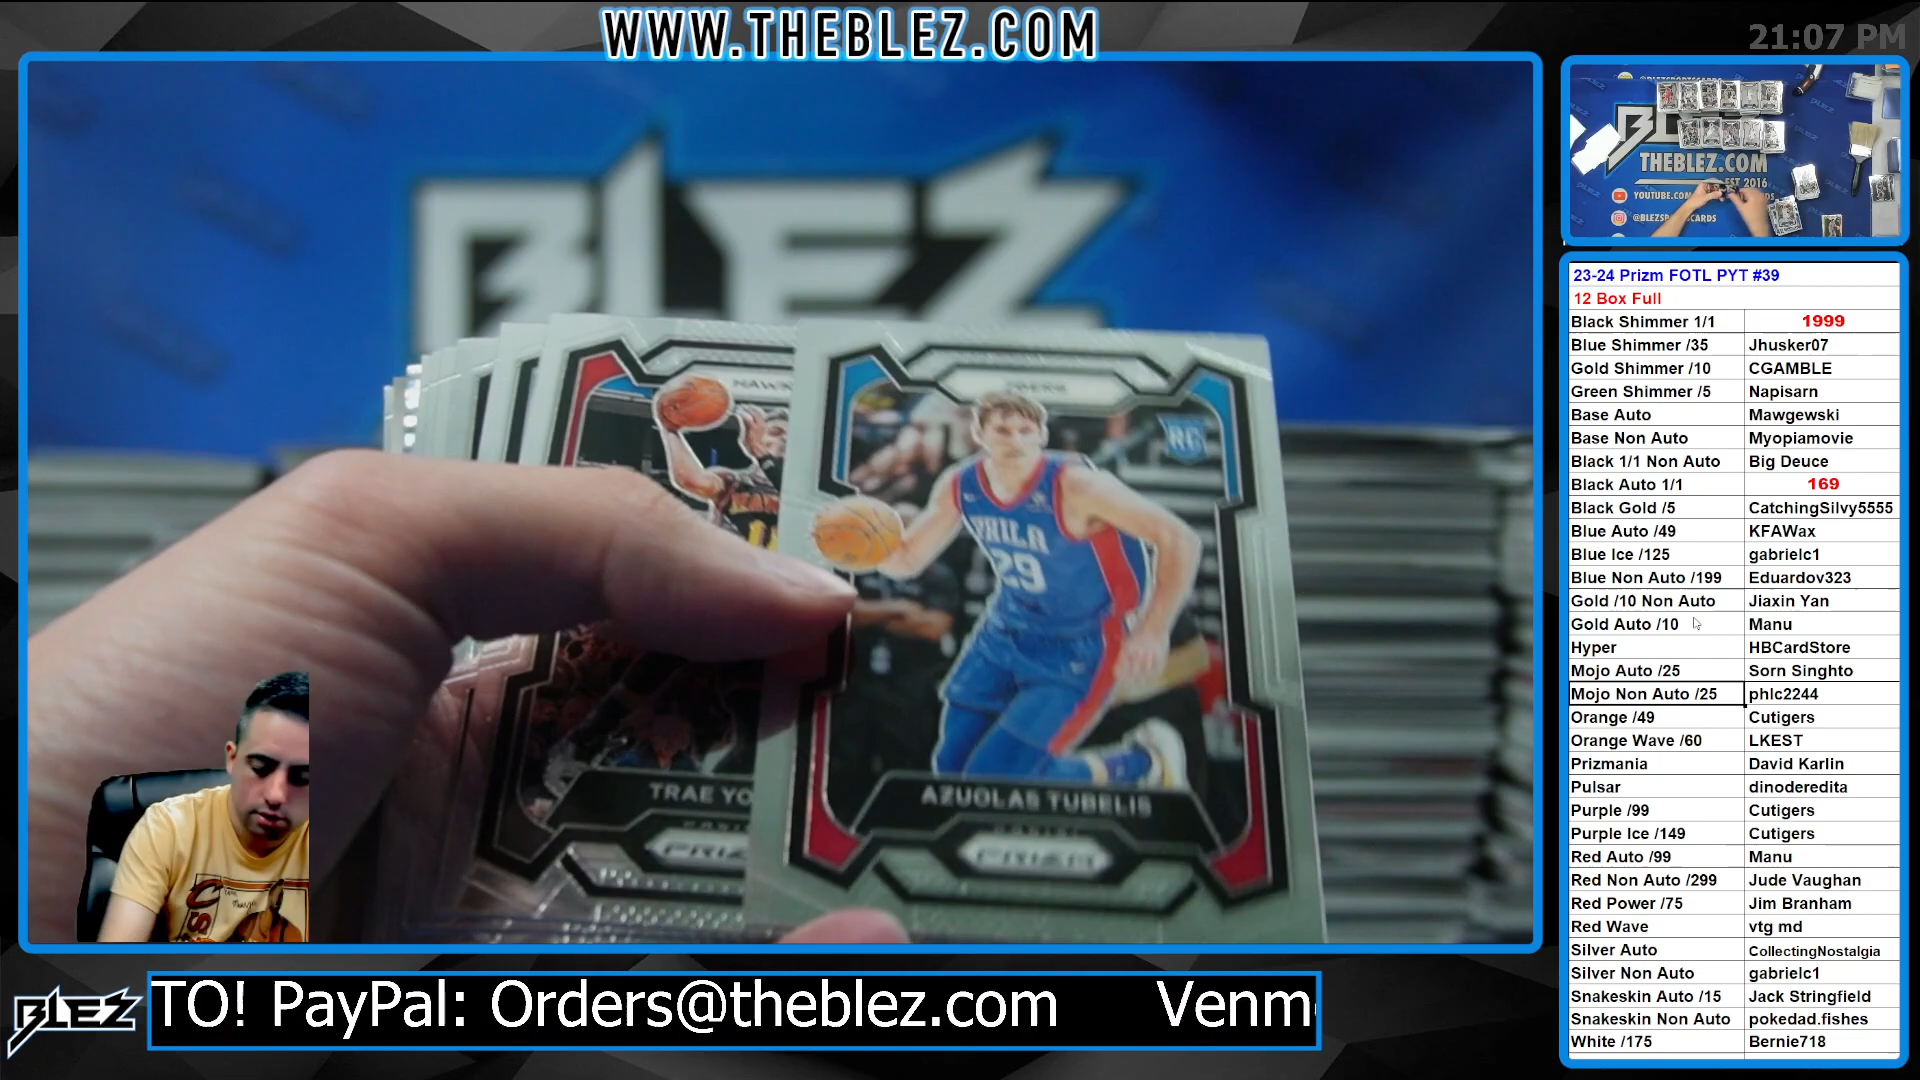 WWW.THEBLEZ.COM
21:07 PM
BLEZ
HAWK
RC
PHILA
29
TRAE YO
AZUOLAS TUBELIS
PRIZ
PRIZM
BLEZ
THEBLEZ.COM
EST 2016
YOUTUBE.COM
23-24 Prizm FOTL PYT #39
12 Box Full
Black Shimmer 1/1 1999
Blue Shimmer /35 Jhusker07
Gold Shimmer /10 CGAMBLE
Green Shimmer /5 Napisarn
Base Auto Mawgewski
Base Non Auto Myopiamovie
Black 1/1 Non Auto Big Deuce
Black Auto 1/1 169
Black Gold /5 CatchingSilvy5555
Blue Auto /49 KFAWax
Blue Ice /125 gabrielc1
Blue Non Auto /199 Eduardov323
Gold /10 Non Auto Jiaxin Yan
Gold Auto /10 Manu
Hyper HBCardStore
Mojo Auto /25 Sorn Singhto
Mojo Non Auto /25 phlc2244
Orange /49 Cutigers
Orange Wave /60 LKEST
Prizmania David Karlin
Pulsar dinoderedita
Purple /99 Cutigers
Purple Ice /149 Cutigers
Red Auto /99 Manu
Red Non Auto /299 Jude Vaughan
Red Power /75 Jim Branham
Red Wave vtg md
Silver Auto CollectingNostalgia
Silver Non Auto gabrielc1
Snakeskin Auto /15 Jack Stringfield
Snakeskin Non Auto pokedad.fishes
White /175 Bernie718
BLEZ
TO! PayPal: Orders@theblez.com Venm